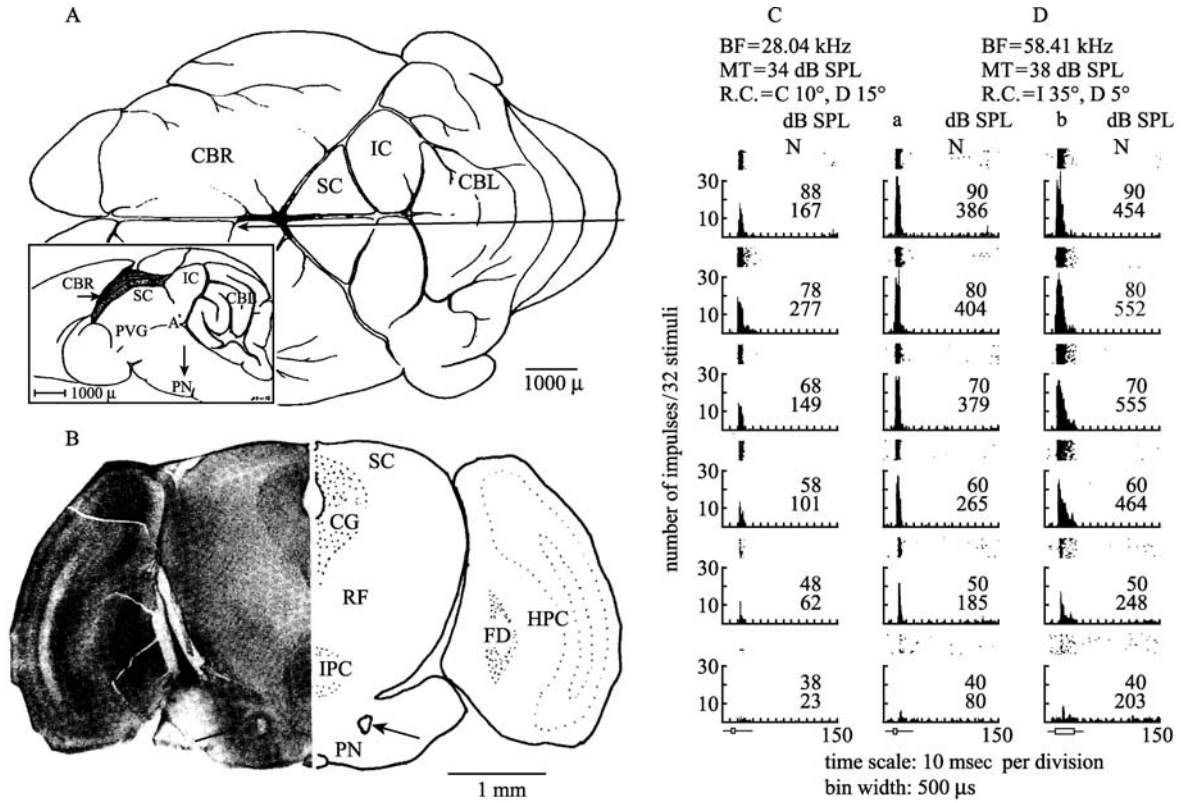 A
CBR
SC
IC
CBL
1000 μ
CBR
SC
IC
CBL
PVG
A
PN
1000 μ
B
SC
CG
RF
IPC
PN
FD
HPC
1 mm
C
BF=28.04 kHz
MT=34 dB SPL
R.C.=C 10°, D 15°
D
BF=58.41 kHz
MT=38 dB SPL
R.C.=I 35°, D 5°
dB SPL
N
a
dB SPL
N
b
dB SPL
N
number of impulses/32 stimuli
30
10
88
167
90
386
90
454
30
10
78
277
80
404
80
552
30
10
68
149
70
379
70
555
30
10
58
101
60
265
60
464
30
10
48
62
50
185
50
248
30
10
38
23
40
80
40
203
150
150
150
time scale: 10 msec per division
bin width: 500 μs